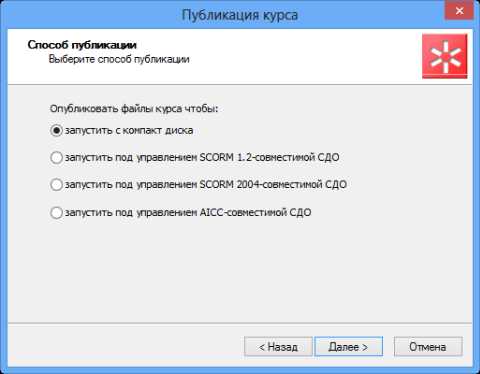 Публикация курса
Способ публикации
Выберите способ публикации
Опубликовать файлы курса чтобы:
запустить с компакт диска
запустить под управлением SCORM 1.2-совместимой СДО
запустить под управлением SCORM 2004-совместимой СДО
запустить под управлением AICC-совместимой СДО
< Назад
Далее >
Отмена